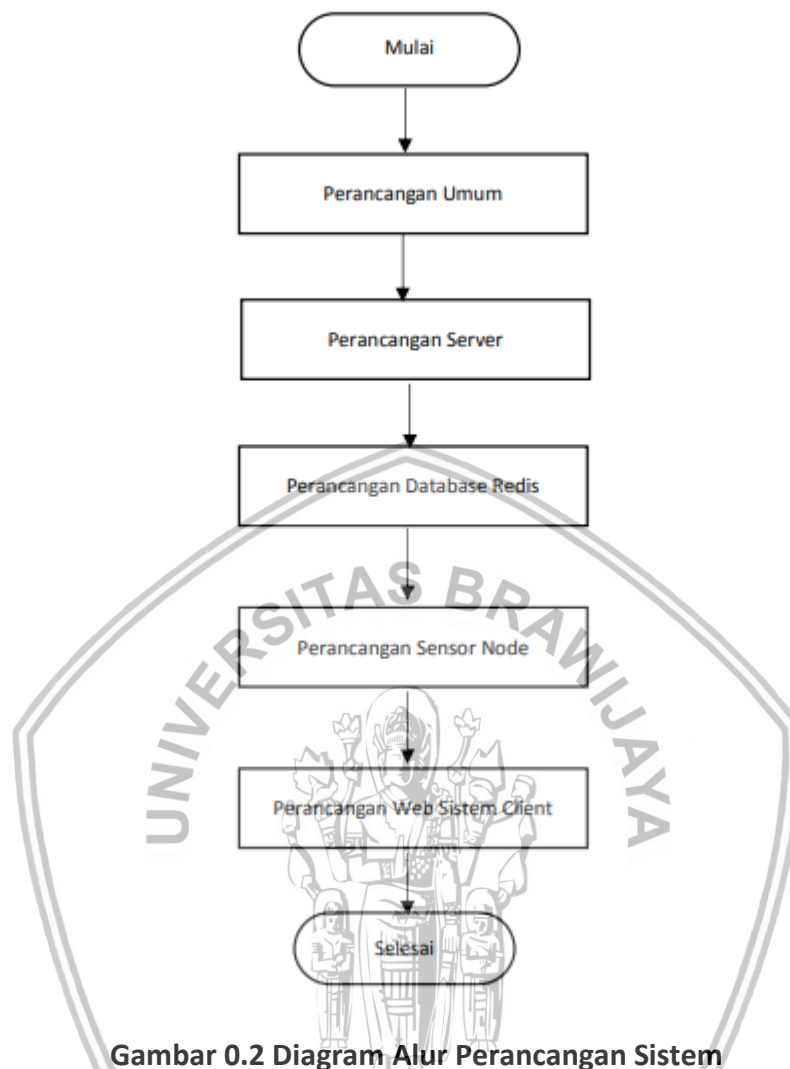 Mulai
Perancangan Umum
Perancangan Server
Perancangan Database Redis
UNIVERSITAS BRAWIJAYA
Perancangan Sensor Node
Perancangan Web Sistem Client
Selesai
Gambar 0.2 Diagram Alur Perancangan Sistem